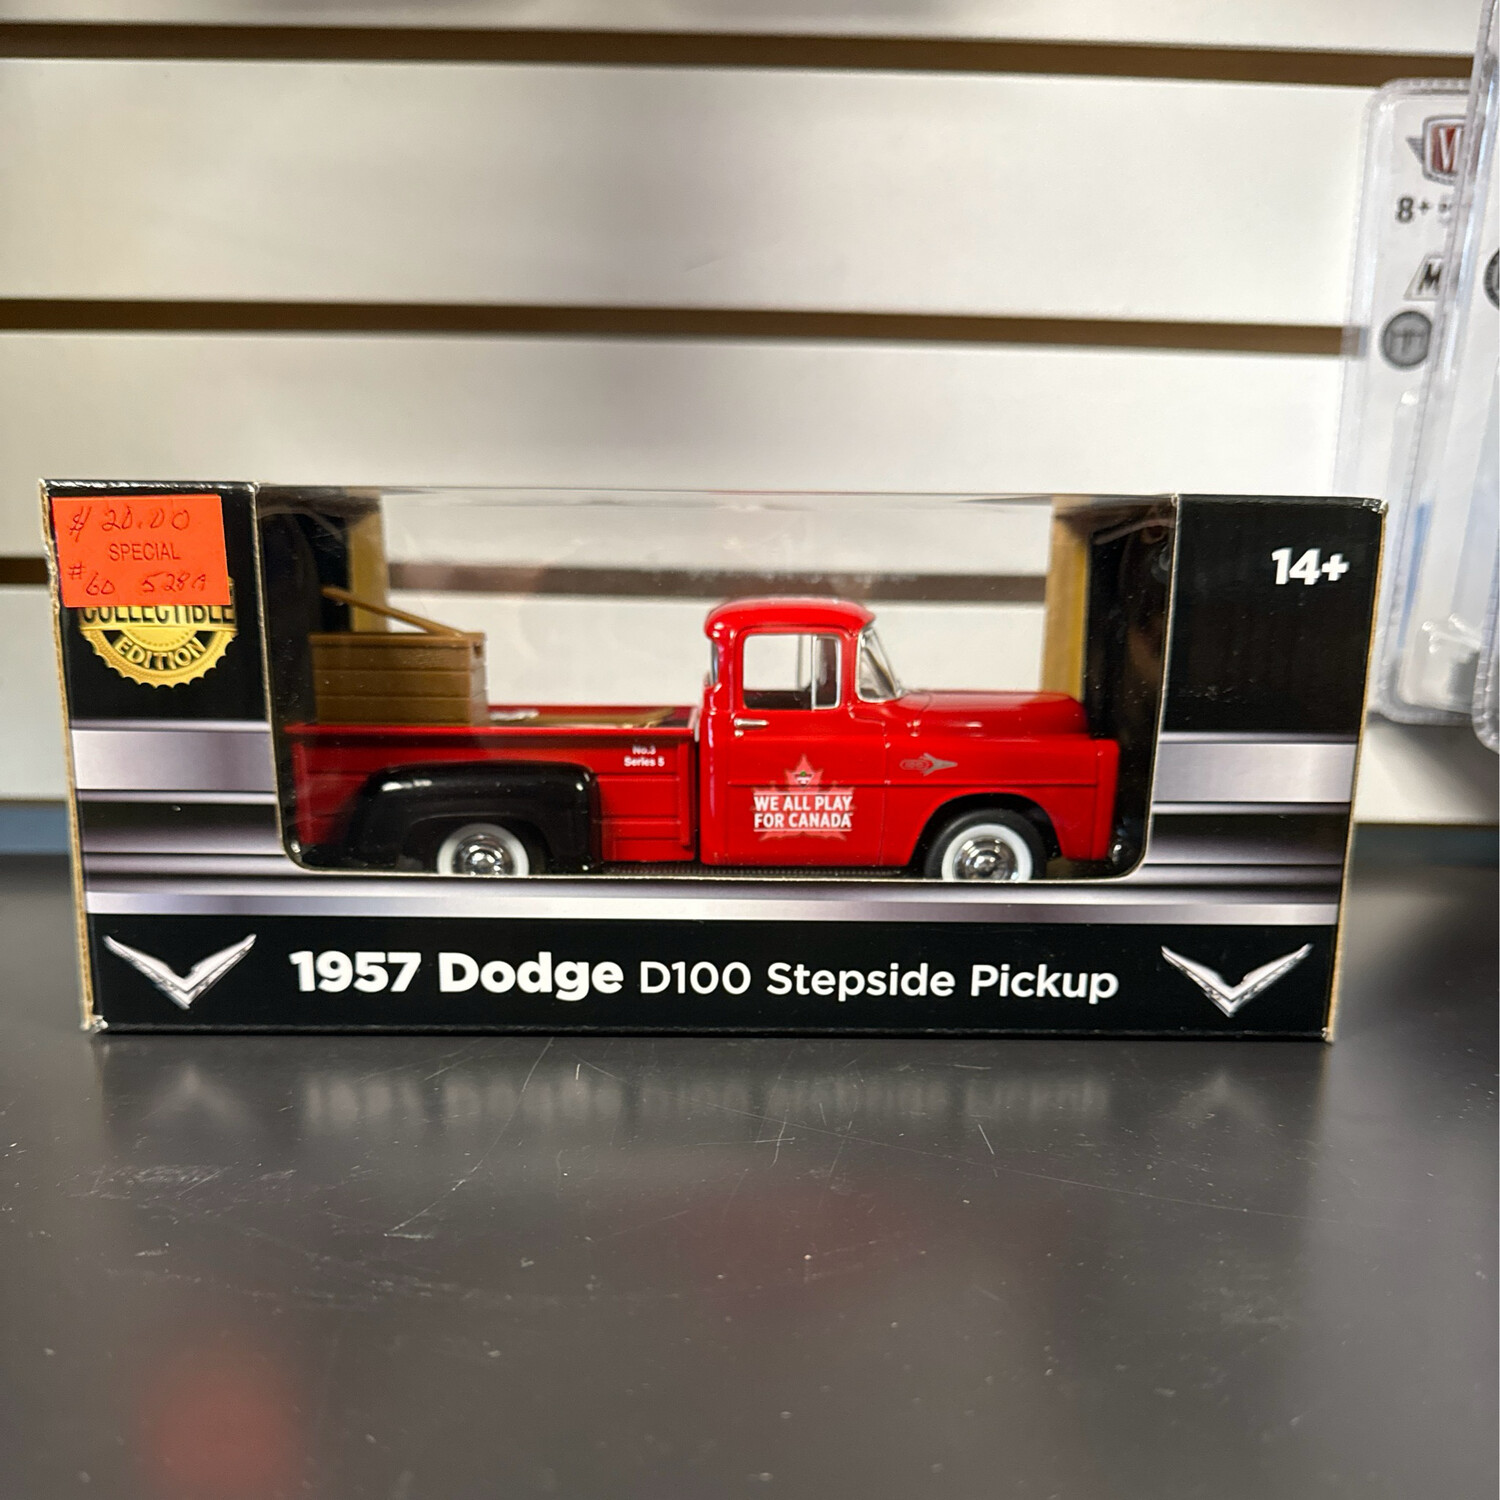 $ 20.00
SPECIAL
#60 528A
COLLECTIBLE
EDITION
14+
No.3
Series 5
WE ALL PLAY
FOR CANADA
1957 Dodge D100 Stepside Pickup
8+
M